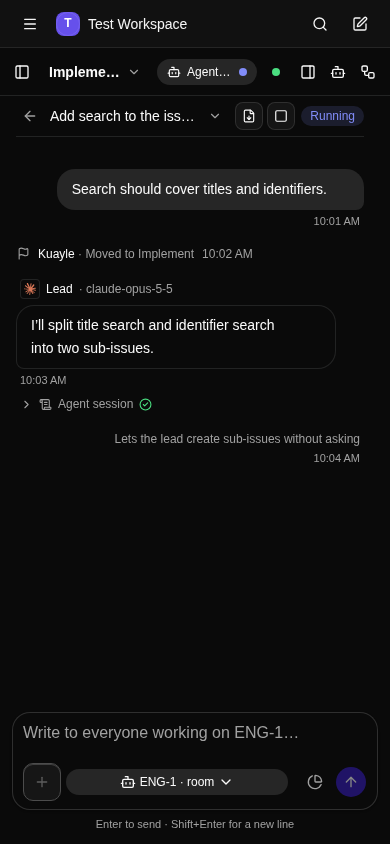 T Test Workspace
Impleme… Agent…
Add search to the iss… Running
Search should cover titles and identifiers.
10:01 AM
Kuayle · Moved to Implement 10:02 AM
Lead · claude-opus-5-5
I'll split title search and identifier search
into two sub-issues.
10:03 AM
Agent session
Lets the lead create sub-issues without asking
10:04 AM
Write to everyone working on ENG-1…
ENG-1 · room
Enter to send · Shift+Enter for a new line